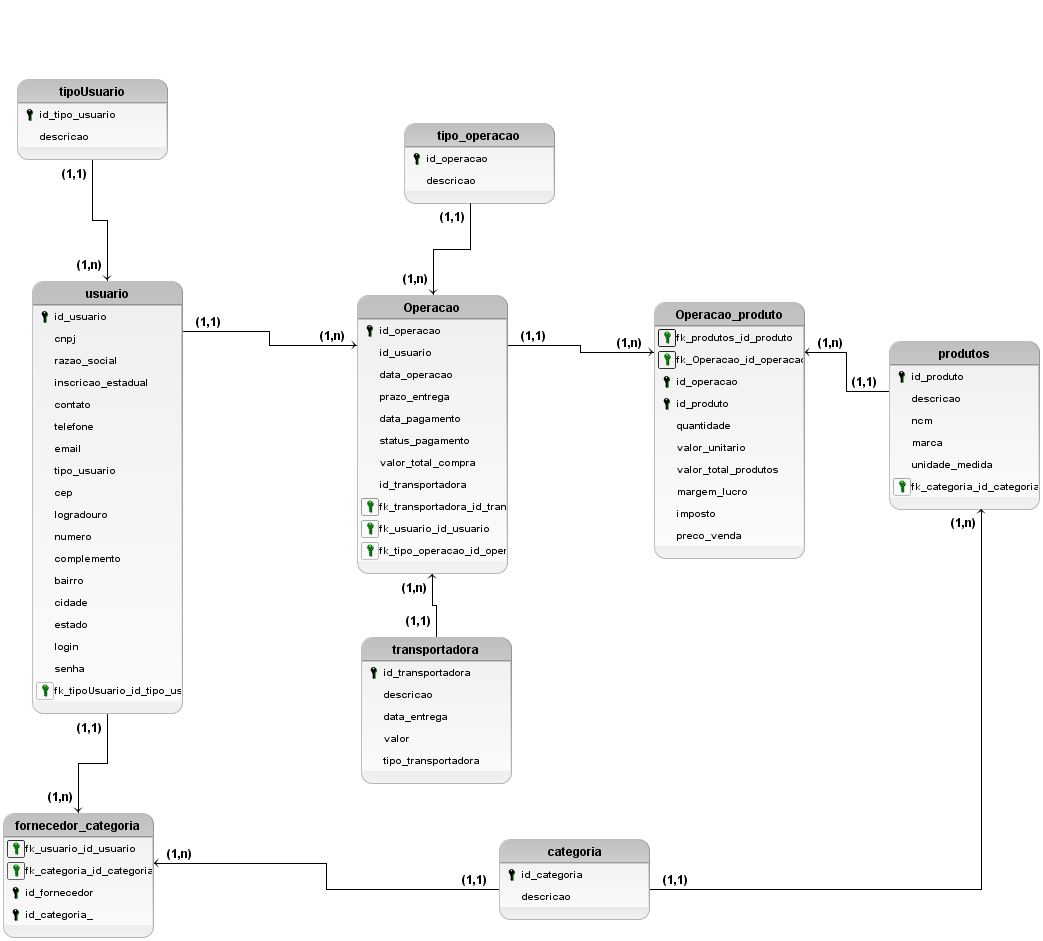 tipoUsuario
id_tipo_usuario
descricao
(1,1)
(1,n)
tipo_operacao
id_operacao
descricao
(1,1)
(1,n)
usuario
id_usuario
cnpj
razao_social
inscricao_estadual
contato
telefone
email
tipo_usuario
cep
logradouro
numero
complemento
bairro
cidade
estado
login
senha
fk_tipoUsuario_id_tipo_us
(1,1)
(1,n)
Operacao
id_operacao
id_usuario
data_operacao
prazo_entrega
data_pagamento
status_pagamento
valor_total_compra
id_transportadora
fk_transportadora_id_tran
fk_usuario_id_usuario
fk_tipo_operacao_id_oper
(1,1)
(1,n)
Operacao_produto
fk_produtos_id_produto
fk_Operacao_id_operacao
id_operacao
id_produto
quantidade
valor_unitario
valor_total_produtos
margem_lucro
imposto
preco_venda
(1,n)
(1,1)
produtos
id_produto
descricao
ncm
marca
unidade_medida
fk_categoria_id_categoria
(1,n)
(1,n)
(1,1)
transportadora
id_transportadora
descricao
data_entrega
valor
tipo_transportadora
(1,1)
(1,n)
fornecedor_categoria
fk_usuario_id_usuario
fk_categoria_id_categoria
id_fornecedor
id_categoria_
(1,n)
(1,1)
categoria
id_categoria
descricao
(1,1)